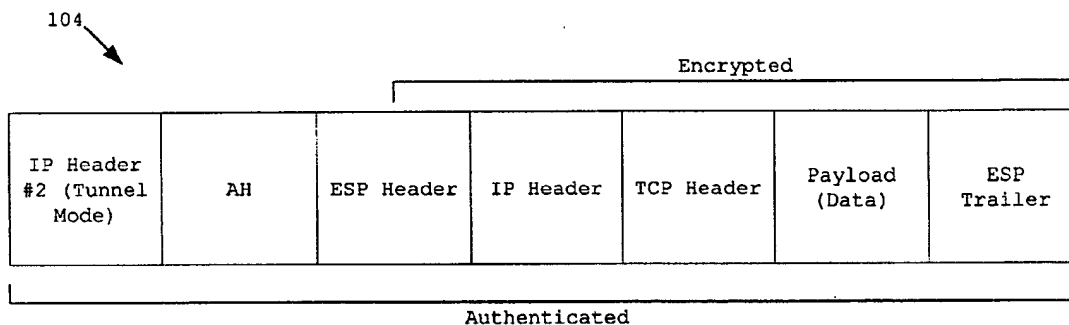 104
Encrypted
IP Header
#2 (Tunnel
Mode)
AH
ESP Header
IP Header
TCP Header
Payload
(Data)
ESP
Trailer
Authenticated